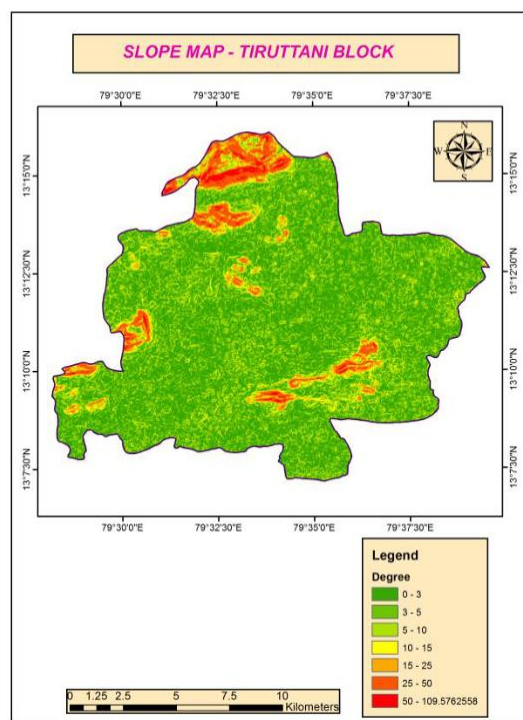 SLOPE MAP - TIRUTTANI BLOCK
79°30'0"E 79°32'30"E 79°35'0"E 79°37'30"E
N
W E
S
13°15'0"N 13°15'0"N
13°12'30"N 13°12'30"N
13°10'0"N 13°10'0"N
13°7'30"N 13°7'30"N
79°30'0"E 79°32'30"E 79°35'0"E 79°37'30"E
Legend
Degree
0 - 3
3 - 5
5 - 10
10 - 15
15 - 25
25 - 50
50 - 109.5762558
0 1.25 2.5 5 7.5 10
Kilometers